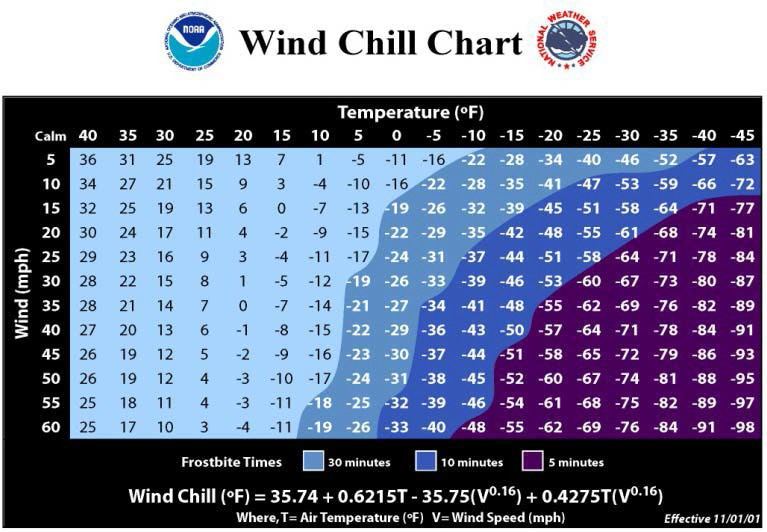 NOAA
NATIONAL OCEANIC AND ATMOSPHERIC ADMINISTRATION
U.S. DEPARTMENT OF COMMERCE
Wind Chill Chart
NATIONAL WEATHER SERVICE
Temperature (ºF)
Calm 40 35 30 25 20 15 10 5 0 -5 -10 -15 -20 -25 -30 -35 -40 -45
Wind (mph)
5 36 31 25 19 13 7 1 -5 -11 -16 -22 -28 -34 -40 -46 -52 -57 -63
10 34 27 21 15 9 3 -4 -10 -16 -22 -28 -35 -41 -47 -53 -59 -66 -72
15 32 25 19 13 6 0 -7 -13 -19 -26 -32 -39 -45 -51 -58 -64 -71 -77
20 30 24 17 11 4 -2 -9 -15 -22 -29 -35 -42 -48 -55 -61 -68 -74 -81
25 29 23 16 9 3 -4 -11 -17 -24 -31 -37 -44 -51 -58 -64 -71 -78 -84
30 28 22 15 8 1 -5 -12 -19 -26 -33 -39 -46 -53 -60 -67 -73 -80 -87
35 28 21 14 7 0 -7 -14 -21 -27 -34 -41 -48 -55 -62 -69 -76 -82 -89
40 27 20 13 6 -1 -8 -15 -22 -29 -36 -43 -50 -57 -64 -71 -78 -84 -91
45 26 19 12 5 -2 -9 -16 -23 -30 -37 -44 -51 -58 -65 -72 -79 -86 -93
50 26 19 12 4 -3 -10 -17 -24 -31 -38 -45 -52 -60 -67 -74 -81 -88 -95
55 25 18 11 4 -3 -11 -18 -25 -32 -39 -46 -54 -61 -68 -75 -82 -89 -97
60 25 17 10 3 -4 -11 -19 -26 -33 -40 -48 -55 -62 -69 -76 -84 -91 -98
Frostbite Times 30 minutes 10 minutes 5 minutes
Wind Chill (ºF) = 35.74 + 0.6215T - 35.75(V0.16) + 0.4275T(V0.16)
Where, T= Air Temperature (ºF) V= Wind Speed (mph)
Effective 11/01/01